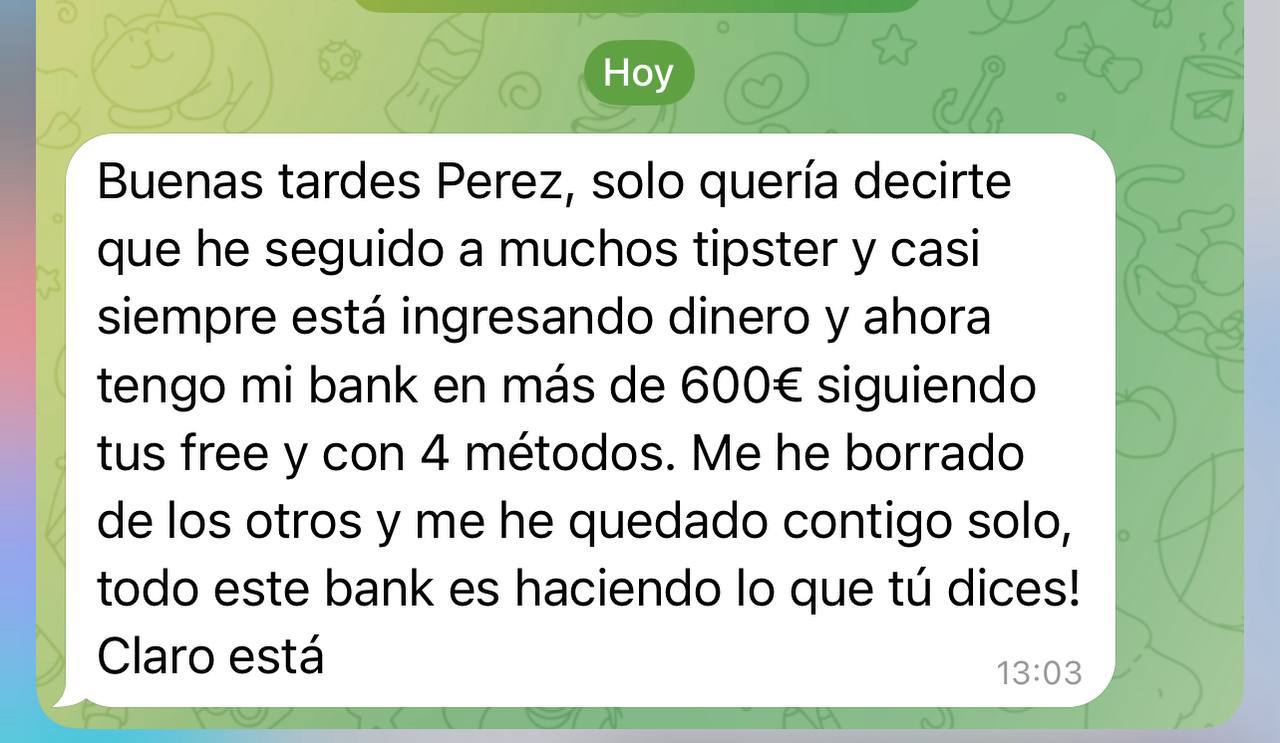 Hoy
Buenas tardes Perez, solo quería decirte
que he seguido a muchos tipster y casi
siempre está ingresando dinero y ahora
tengo mi bank en más de 600€ siguiendo
tus free y con 4 métodos. Me he borrado
de los otros y me he quedado contigo solo,
todo este bank es haciendo lo que tú dices!
Claro está
13:03